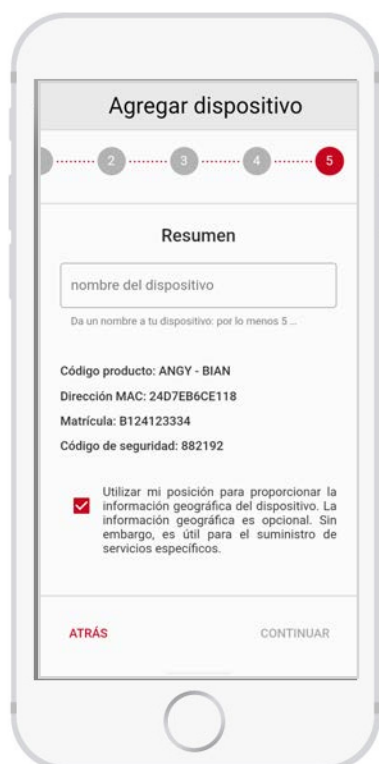 Agregar dispositivo
2 3 4 5
Resumen
nombre del dispositivo
Da un nombre a tu dispositivo: por lo menos 5 ...
Código producto: ANGY - BIAN
Dirección MAC: 24D7EB6CE118
Matrícula: B124123334
Código de seguridad: 882192
Utilizar mi posición para proporcionar la
información geográfica del dispositivo. La
información geográfica es opcional. Sin
embargo, es útil para el suministro de
servicios específicos.
ATRÁS CONTINUAR